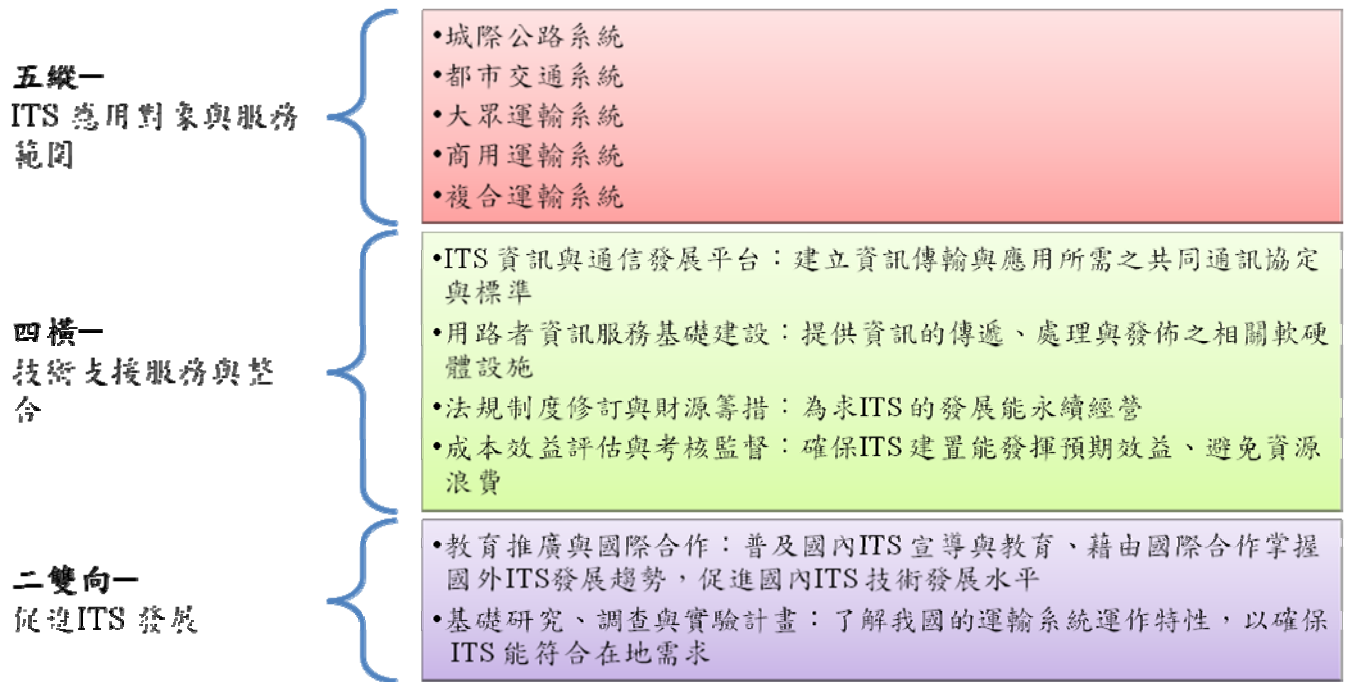 五縱－
ITS 應用對象與服務
範圍
•城際公路系統
•都市交通系統
•大眾運輸系統
•商用運輸系統
•複合運輸系統
四橫－
技術支援服務與整
合
•ITS 資訊與通信發展平台：建立資訊傳輸與應用所需之共同通訊協定
與標準
•用路者資訊服務基礎建設：提供資訊的傳遞、處理與發佈之相關軟硬
體設施
•法規制度修訂與財源籌措：為求ITS 的發展能永續經營
•成本效益評估與考核監督：確保ITS 建置能發揮預期效益、避免資源
浪費
二雙向－
促進ITS 發展
•教育推廣與國際合作：普及國內ITS 宣導與教育、藉由國際合作掌握
國外ITS發展趨勢，促進國內ITS 技術發展水平
•基礎研究、調查與實驗計畫：了解我國的運輸系統運作特性，以確保
ITS 能符合在地需求